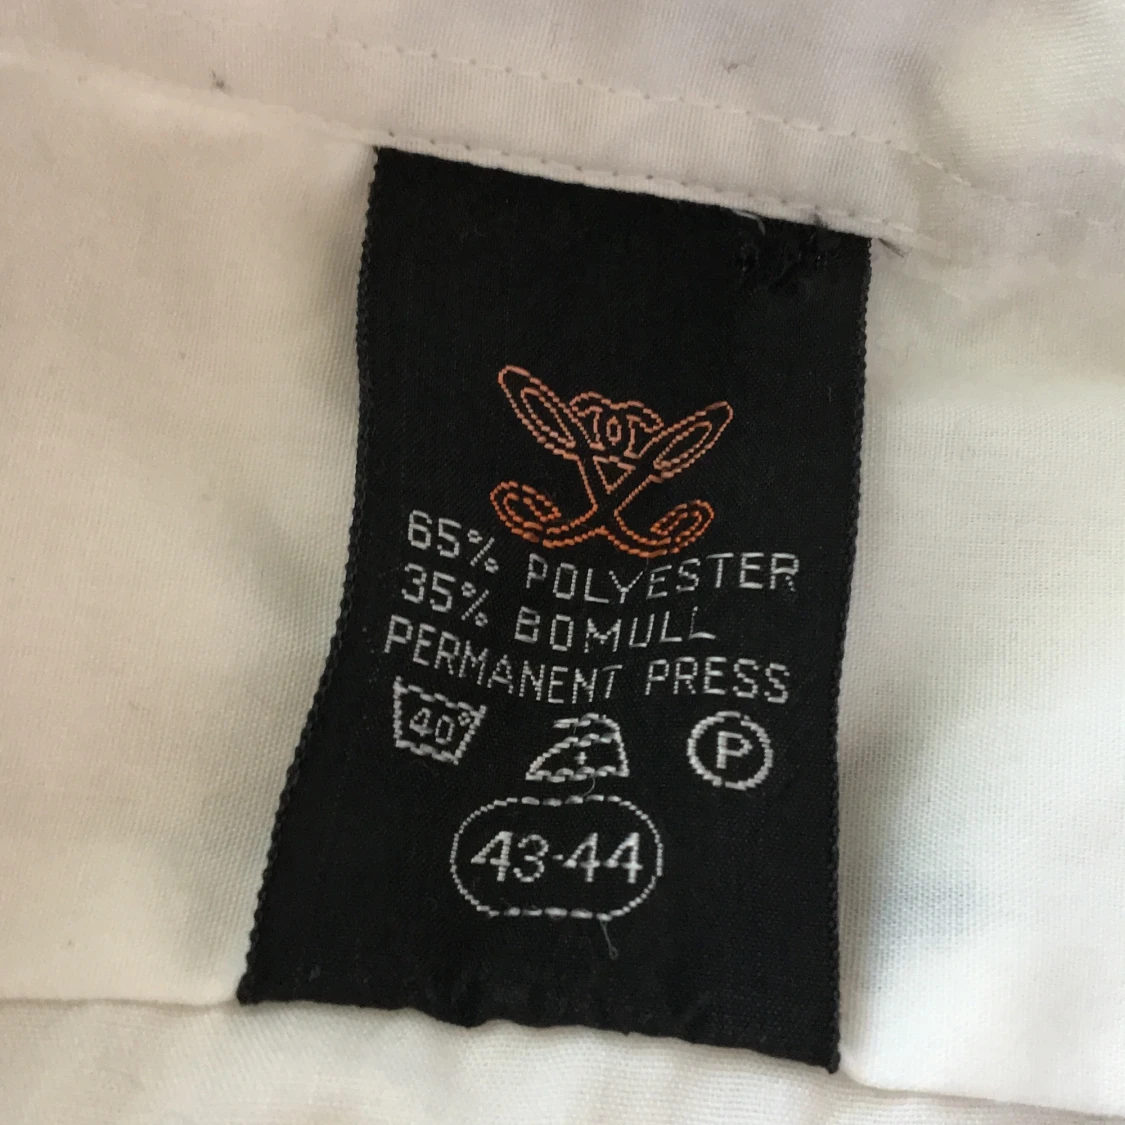 65% POLYESTER
35% BOMULL
PERMANENT PRESS
40° P
43-44